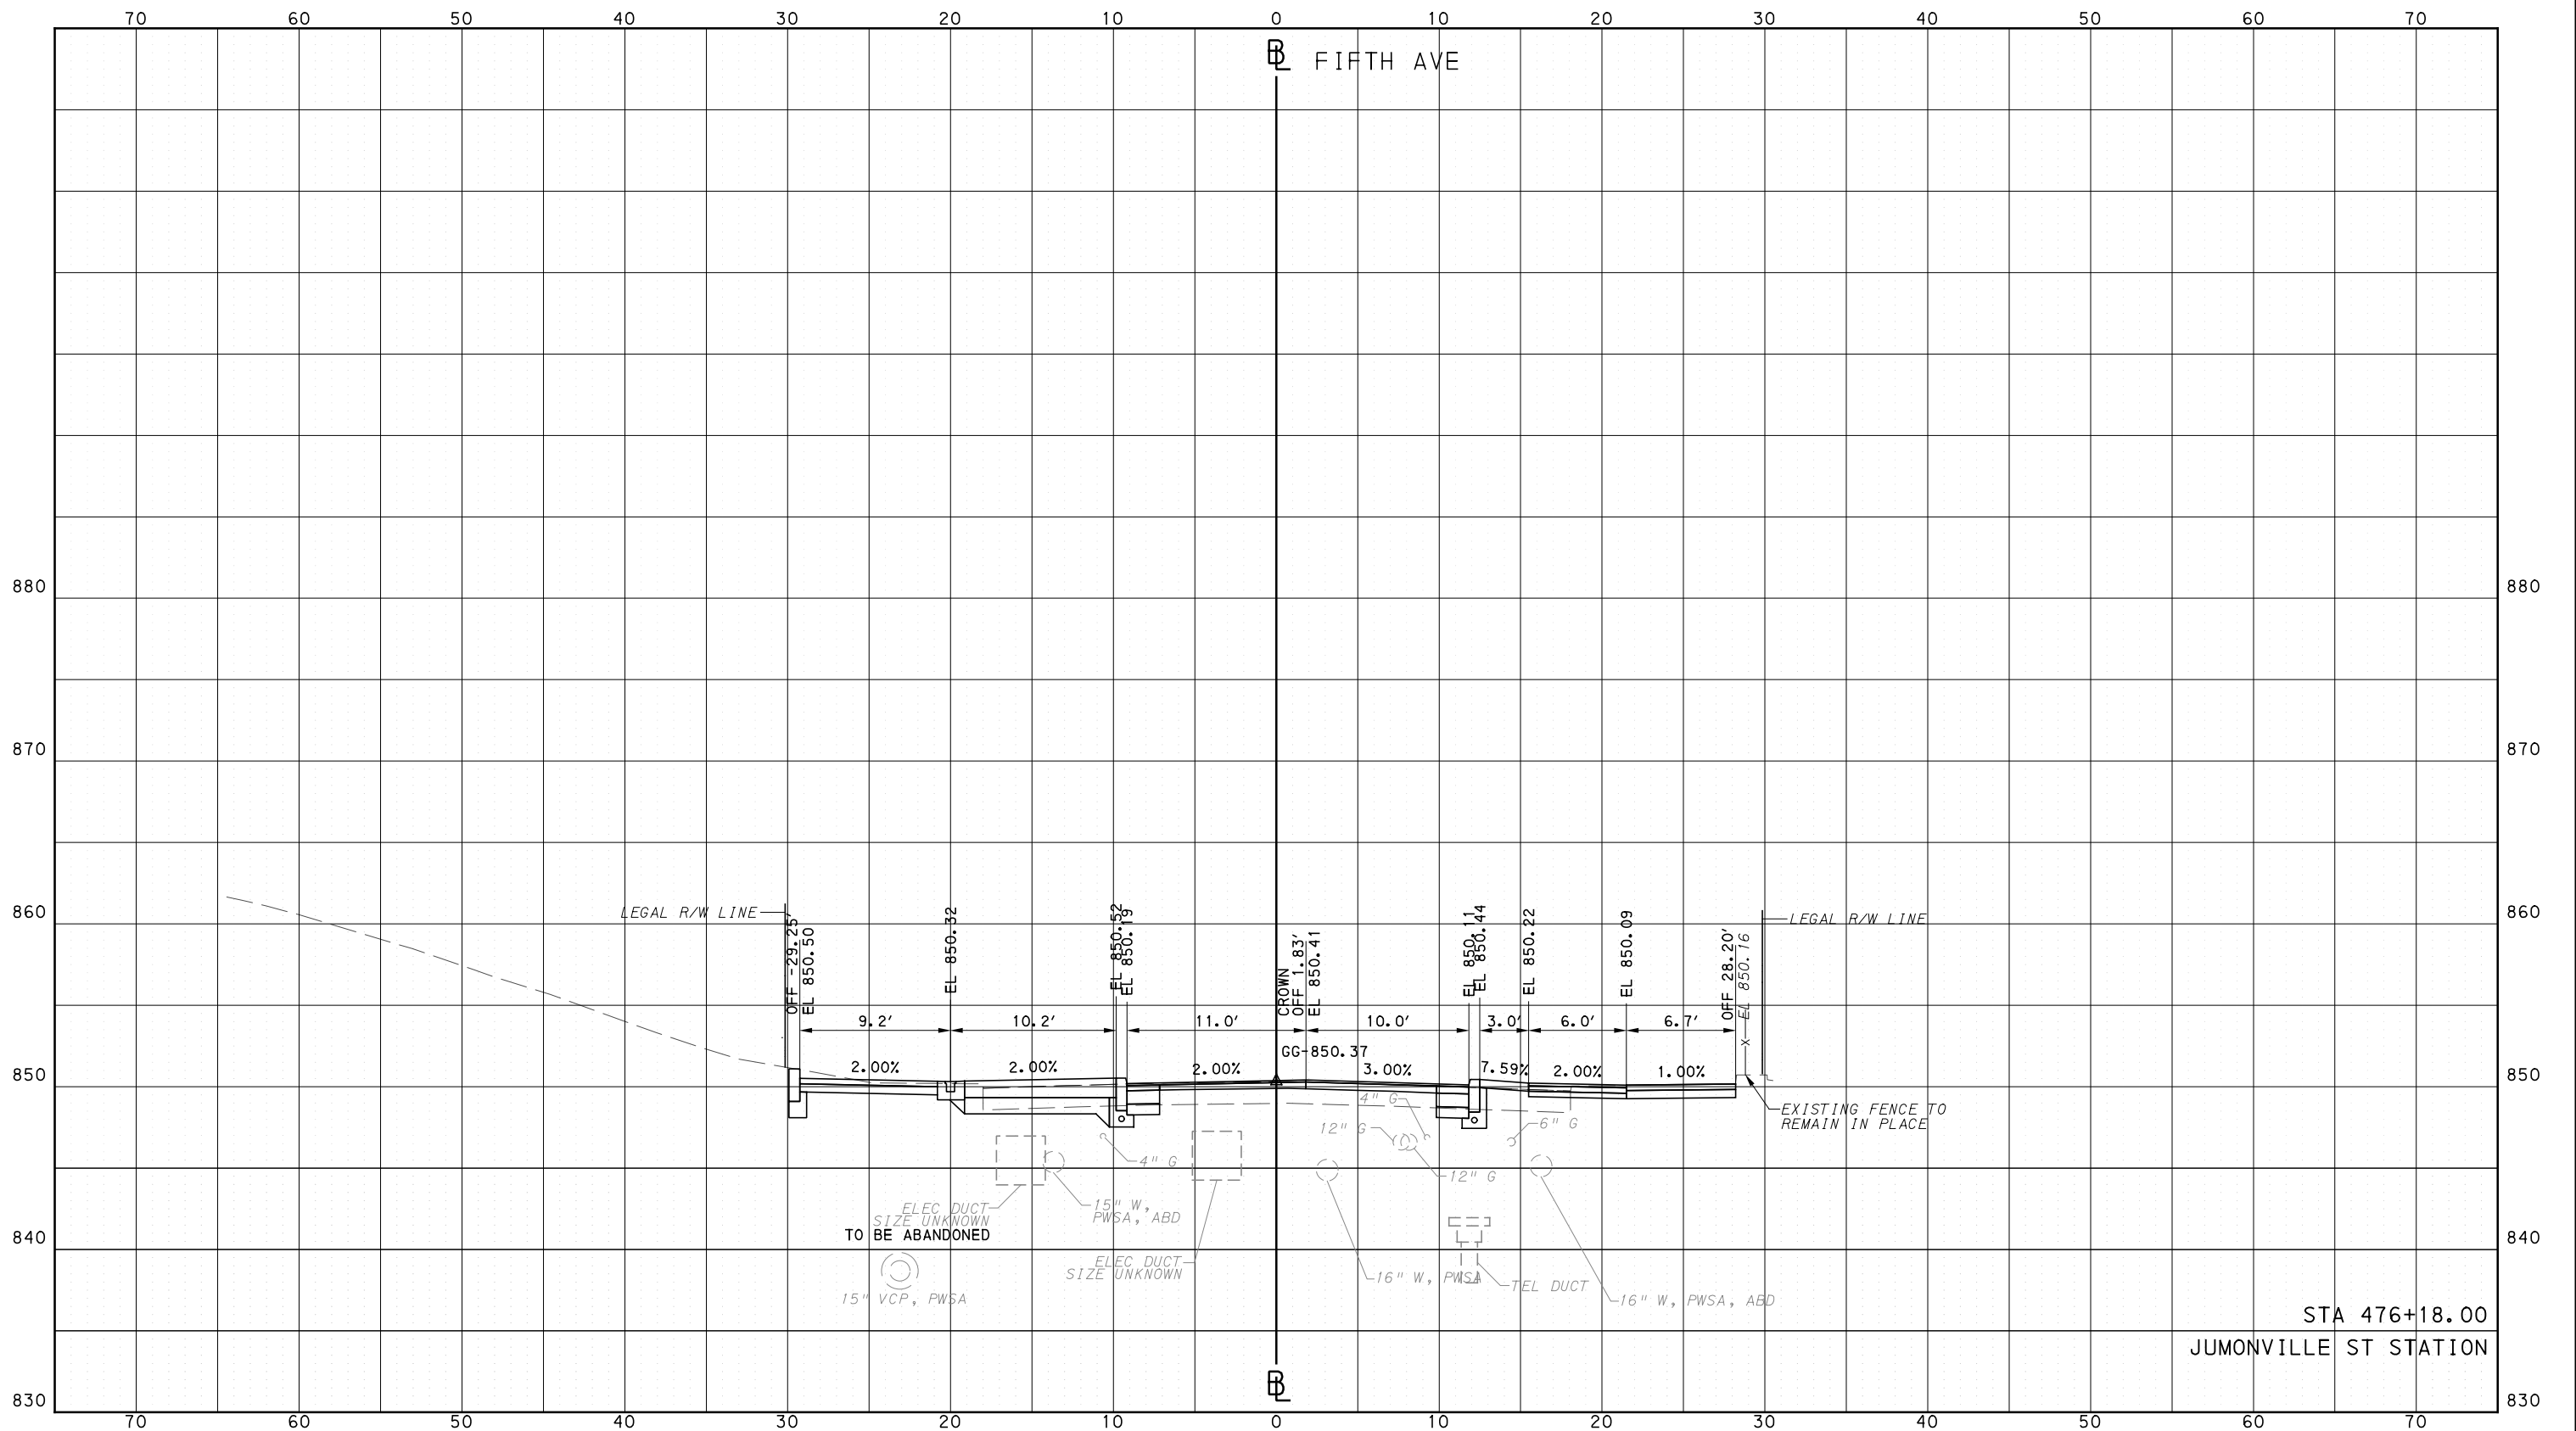 70 60 50 40 30 20 10 0 10 20 30 40 50 60 70
BL FIFTH AVE
880 880
870 870
860 860
LEGAL R/W LINE
OFF -29.25'
EL 850.50
EL 850.32
EL 850.52
EL 850.19
CROWN
OFF 1.83'
EL 850.41
EL 850.11
EL 850.44
EL 850.22
EL 850.09
OFF 28.20'
EL 850.16
LEGAL R/W LINE
9.2' 10.2' 11.0' 10.0' 3.0' 6.0' 6.7'
GG-850.37
X
2.00% 2.00% 2.00% 3.00% 7.59% 2.00% 1.00%
850 850
EXISTING FENCE TO
REMAIN IN PLACE
4" G
12" G
6" G
4" G
12" G
ELEC DUCT
SIZE UNKNOWN
TO BE ABANDONED
15" W,
PWSA, ABD
840 840
ELEC DUCT
SIZE UNKNOWN
15" VCP, PWSA
16" W, PWSA
TEL DUCT
16" W, PWSA, ABD
STA 476+18.00
JUMONVILLE ST STATION
BL
830 830
70 60 50 40 30 20 10 0 10 20 30 40 50 60 70